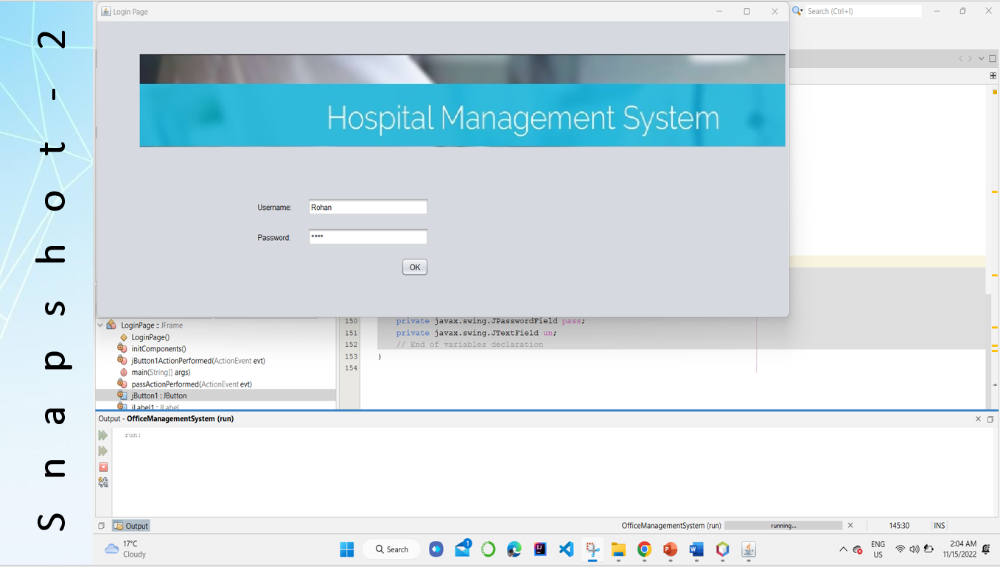 Snapshot-2
Login Page
Search (Ctrl+I)
Hospital Management System
Username:
Rohan
Password:
****
OK
LoginPage :: JFrame
LoginPage()
initComponents()
jButton1ActionPerformed(ActionEvent evt)
main(String[] args)
passActionPerformed(ActionEvent evt)
jButton1 : JButton
jLabel1 : JLabel
150 private javax.swing.JPasswordField pass;
151 private javax.swing.JTextField un;
152 // End of variables declaration
153 }
154
Output - OfficeManagementSystem (run)
run:
Output
OfficeManagementSystem (run)
running...
145:30
INS
17°C
Cloudy
Search
1
ENG
US
2:04 AM
11/15/2022